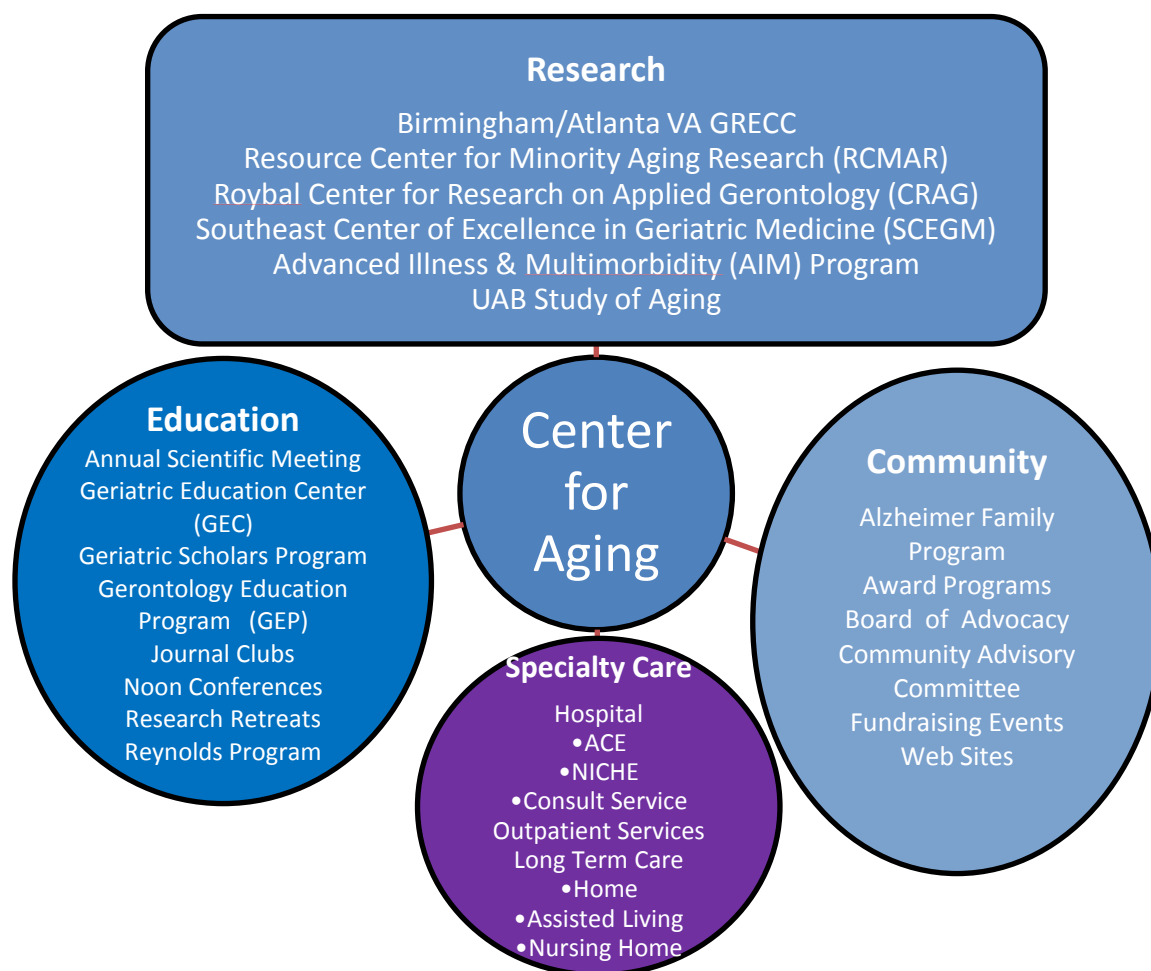 Research
Birmingham/Atlanta VA GRECC
Resource Center for Minority Aging Research (RCMAR)
Roybal Center for Research on Applied Gerontology (CRAG)
Southeast Center of Excellence in Geriatric Medicine (SCEGM)
Advanced Illness & Multimorbidity (AIM) Program
UAB Study of Aging
Education
Annual Scientific Meeting
Geriatric Education Center
(GEC)
Geriatric Scholars Program
Gerontology Education
Program (GEP)
Journal Clubs
Noon Conferences
Research Retreats
Reynolds Program
Center
for
Aging
Community
Alzheimer Family
Program
Award Programs
Board of Advocacy
Community Advisory
Committee
Fundraising Events
Web Sites
Specialty Care
Hospital
•ACE
•NICHE
•Consult Service
Outpatient Services
Long Term Care
•Home
•Assisted Living
•Nursing Home